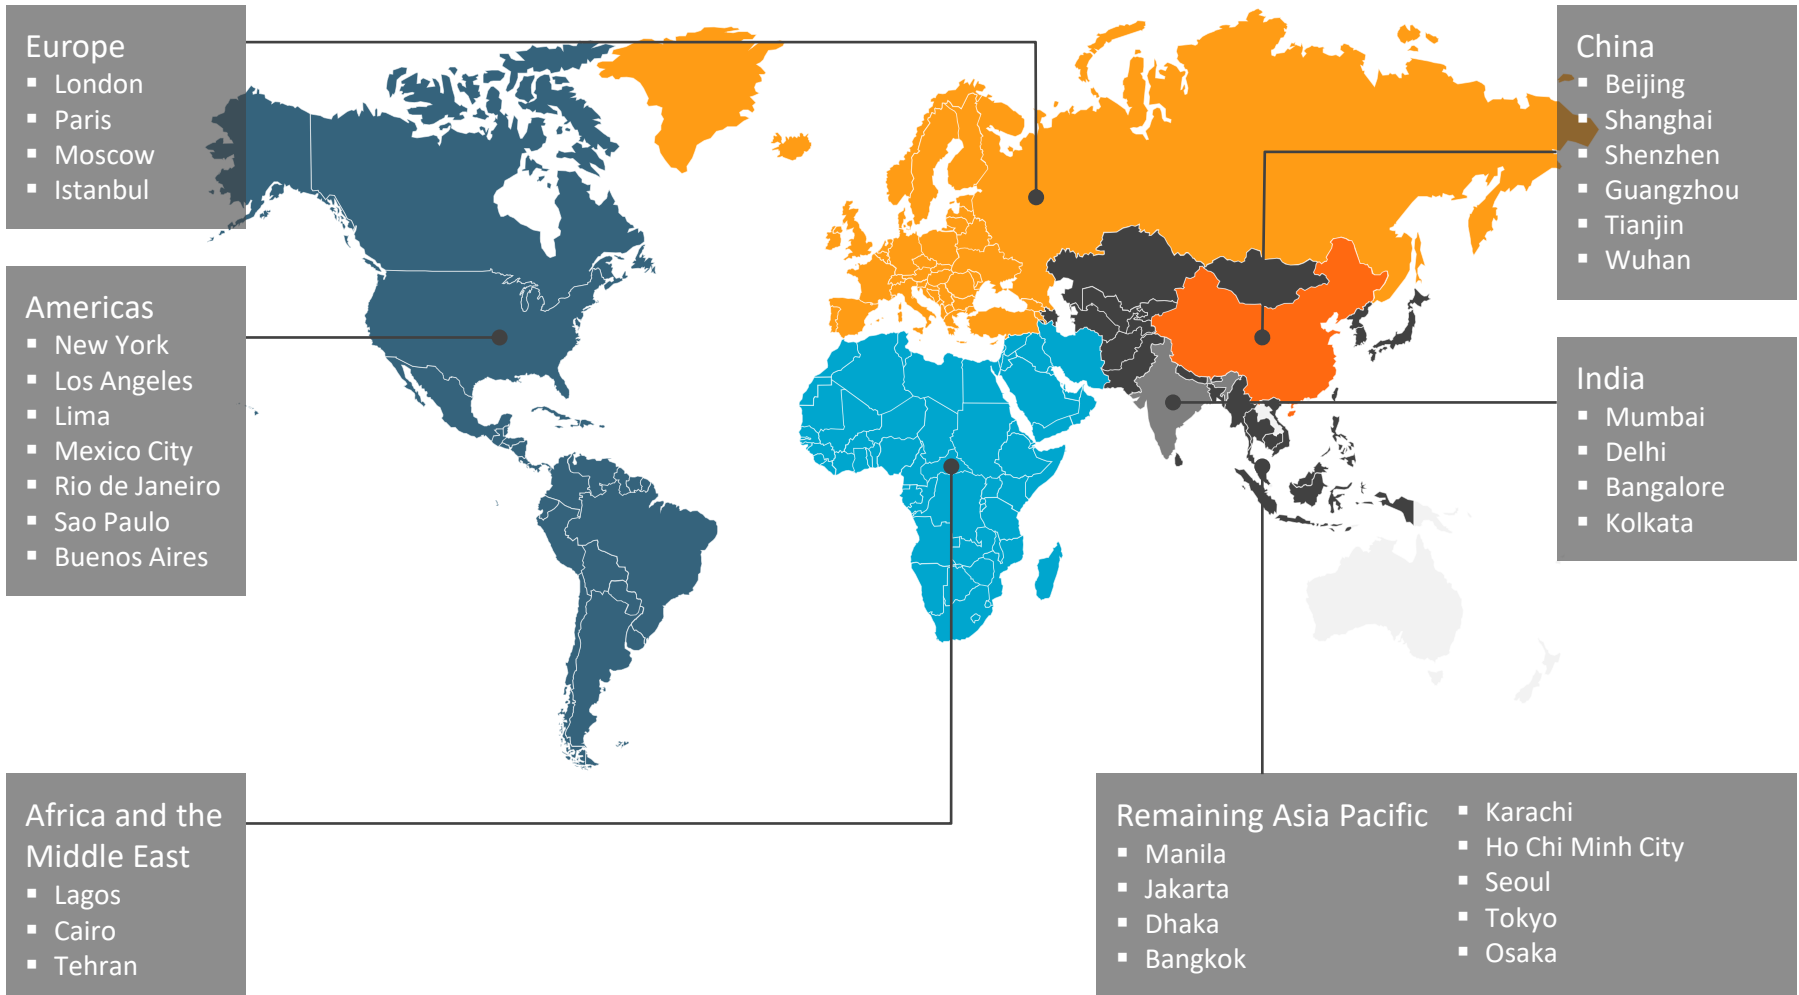 Europe
▪ London
▪ Paris
▪ Moscow
▪ Istanbul
Americas
▪ New York
▪ Los Angeles
▪ Lima
▪ Mexico City
▪ Rio de Janeiro
▪ Sao Paulo
▪ Buenos Aires
Africa and the
Middle East
▪ Lagos
▪ Cairo
▪ Tehran
China
▪ Beijing
▪ Shanghai
▪ Shenzhen
▪ Guangzhou
▪ Tianjin
▪ Wuhan
India
▪ Mumbai
▪ Delhi
▪ Bangalore
▪ Kolkata
Remaining Asia Pacific
▪ Manila
▪ Jakarta
▪ Dhaka
▪ Bangkok
▪ Karachi
▪ Ho Chi Minh City
▪ Seoul
▪ Tokyo
▪ Osaka